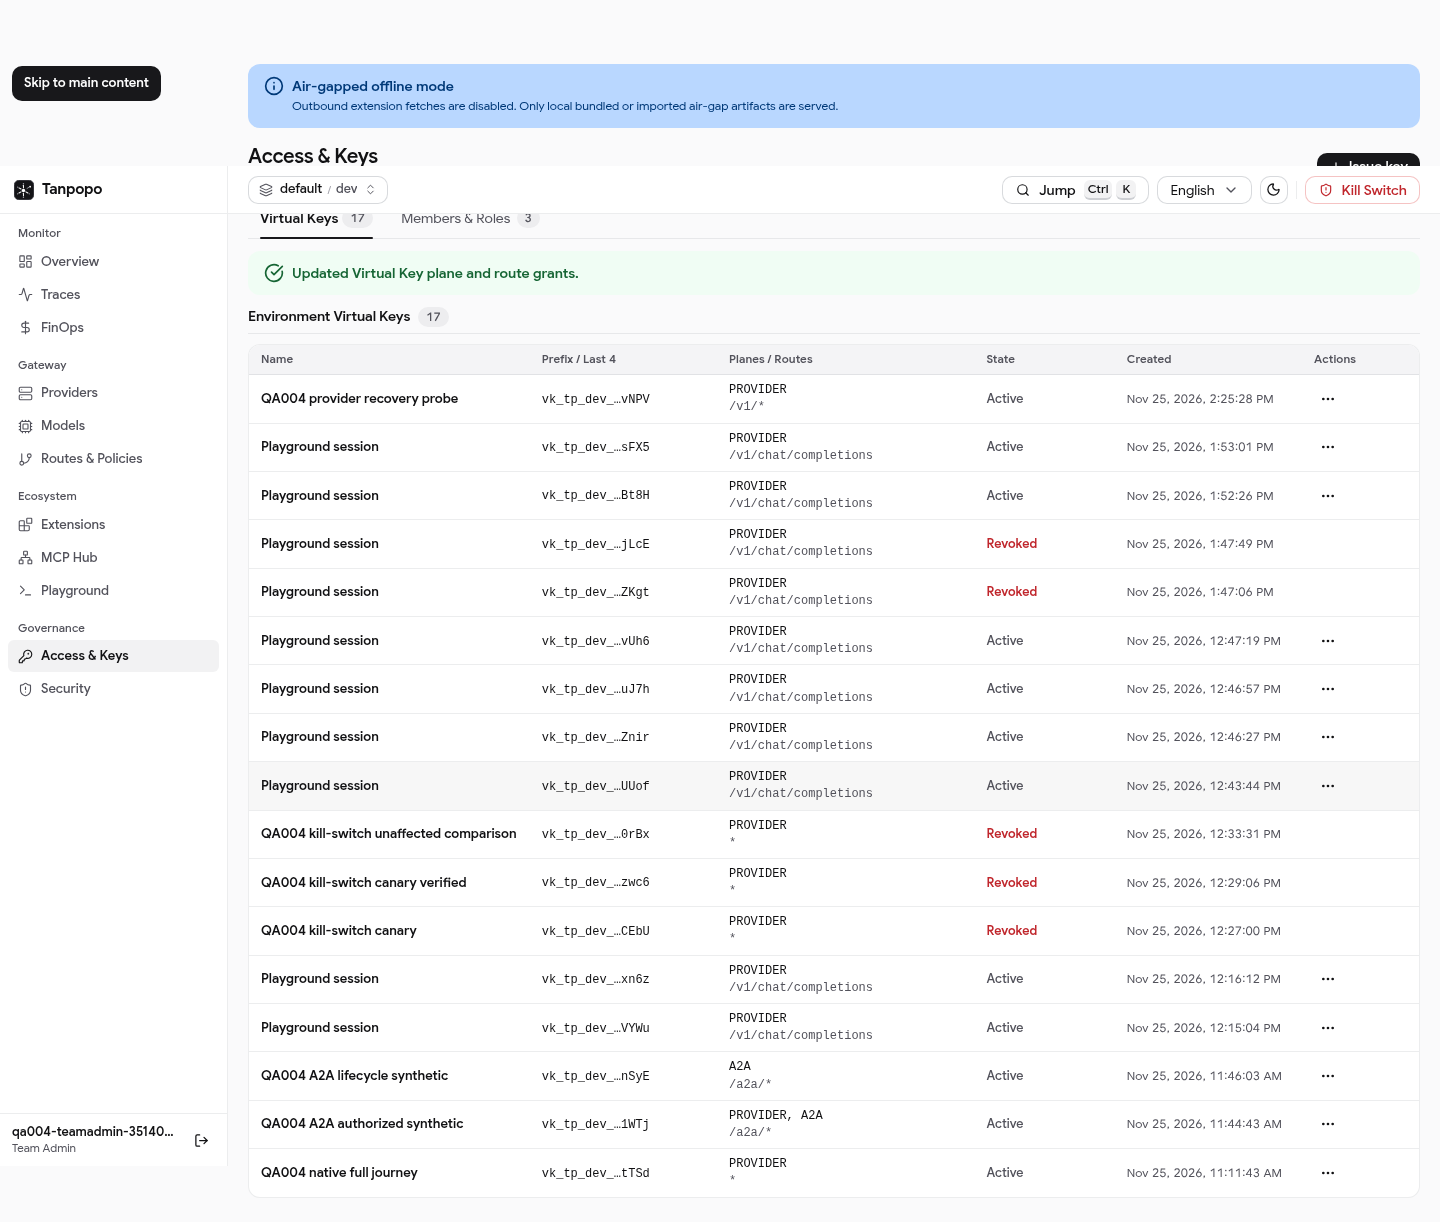 Skip to main content
Air-gapped offline mode
Outbound extension fetches are disabled. Only local bundled or imported air-gap artifacts are served.
Access & Keys
Issue key
Tanpopo
default / dev
Jump Ctrl K
English
Kill Switch
Virtual Keys 17
Members & Roles 3
Monitor
Overview
Traces
FinOps
Gateway
Providers
Models
Routes & Policies
Ecosystem
Extensions
MCP Hub
Playground
Governance
Access & Keys
Security
qa004-teamadmin-35140...
Team Admin
Updated Virtual Key plane and route grants.
Environment Virtual Keys 17
Name Prefix / Last 4 Planes / Routes State Created Actions
QA004 provider recovery probe vk_tp_dev_…vNPV PROVIDER Active Nov 25, 2026, 2:25:28 PM
/v1/*
Playground session vk_tp_dev_…sFX5 PROVIDER Active Nov 25, 2026, 1:53:01 PM
/v1/chat/completions
Playground session vk_tp_dev_…Bt8H PROVIDER Active Nov 25, 2026, 1:52:26 PM
/v1/chat/completions
Playground session vk_tp_dev_…jLcE PROVIDER Revoked Nov 25, 2026, 1:47:49 PM
/v1/chat/completions
Playground session vk_tp_dev_…ZKgt PROVIDER Revoked Nov 25, 2026, 1:47:06 PM
/v1/chat/completions
Playground session vk_tp_dev_…vUh6 PROVIDER Active Nov 25, 2026, 12:47:19 PM
/v1/chat/completions
Playground session vk_tp_dev_…uJ7h PROVIDER Active Nov 25, 2026, 12:46:57 PM
/v1/chat/completions
Playground session vk_tp_dev_…Znir PROVIDER Active Nov 25, 2026, 12:46:27 PM
/v1/chat/completions
Playground session vk_tp_dev_…UUof PROVIDER Active Nov 25, 2026, 12:43:44 PM
/v1/chat/completions
QA004 kill-switch unaffected comparison vk_tp_dev_…0rBx PROVIDER Revoked Nov 25, 2026, 12:33:31 PM
*
QA004 kill-switch canary verified vk_tp_dev_…zwc6 PROVIDER Revoked Nov 25, 2026, 12:29:06 PM
*
QA004 kill-switch canary vk_tp_dev_…CEbU PROVIDER Revoked Nov 25, 2026, 12:27:00 PM
*
Playground session vk_tp_dev_…xn6z PROVIDER Active Nov 25, 2026, 12:16:12 PM
/v1/chat/completions
Playground session vk_tp_dev_…VYWu PROVIDER Active Nov 25, 2026, 12:15:04 PM
/v1/chat/completions
QA004 A2A lifecycle synthetic vk_tp_dev_…nSyE A2A Active Nov 25, 2026, 11:46:03 AM
/a2a/*
QA004 A2A authorized synthetic vk_tp_dev_…1WTj PROVIDER, A2A Active Nov 25, 2026, 11:44:43 AM
/a2a/*
QA004 native full journey vk_tp_dev_…tTSd PROVIDER Active Nov 25, 2026, 11:11:43 AM
*